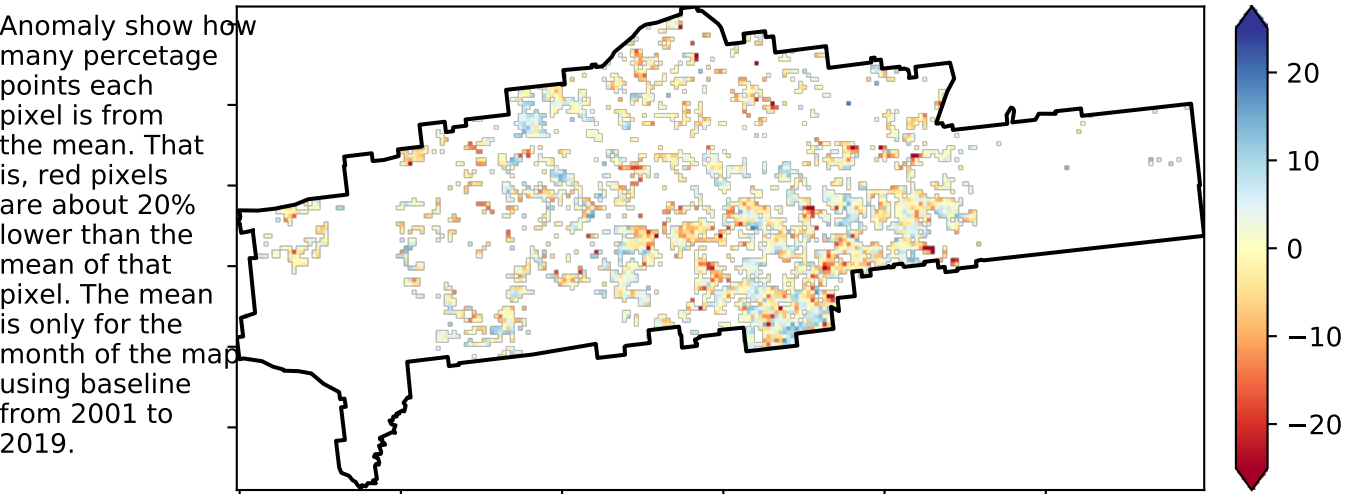 Anomaly show how
many percetage
points each
pixel is from
the mean. That
is, red pixels
are about 20%
lower than the
mean of that
pixel. The mean
is only for the
month of the map
using baseline
from 2001 to
2019.
20
10
0
−10
−20